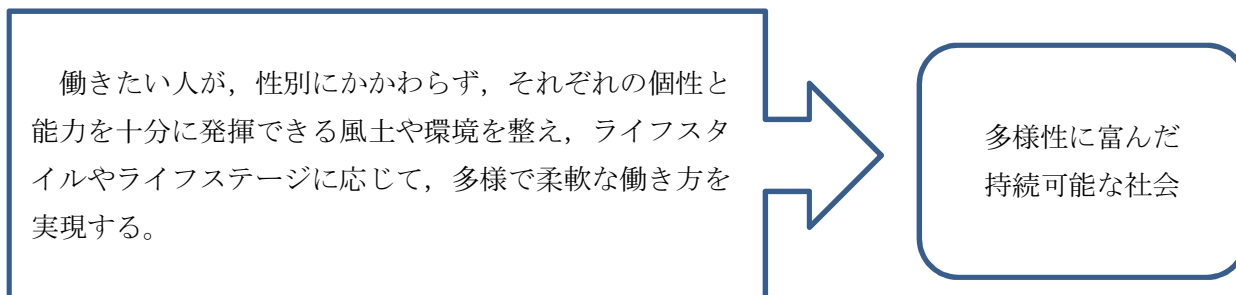 働きたい人が，性別にかかわらず，それぞれの個性と
能力を十分に発揮できる風土や環境を整え，ライフスタ
イルやライフステージに応じて，多様で柔軟な働き方を
実現する。
多様性に富んだ
持続可能な社会